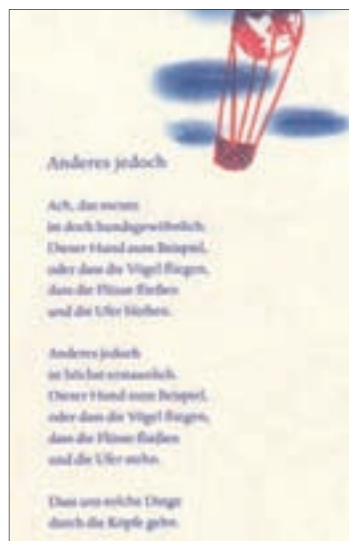 Anderes jedoch
Ach, das meiste
ist doch hundsgewöhnlich.
Dieser Hund zum Beispiel,
oder dass die Vögel fliegen,
dass die Flüsse fließen
und die Ufer bleiben.
Anderes jedoch
ist höchst erstaunlich.
Dieser Hund zum Beispiel,
oder dass die Vögel fliegen,
dass die Flüsse fließen
und die Ufer stehn.
Dass uns solche Dinge
durch die Köpfe gehn.